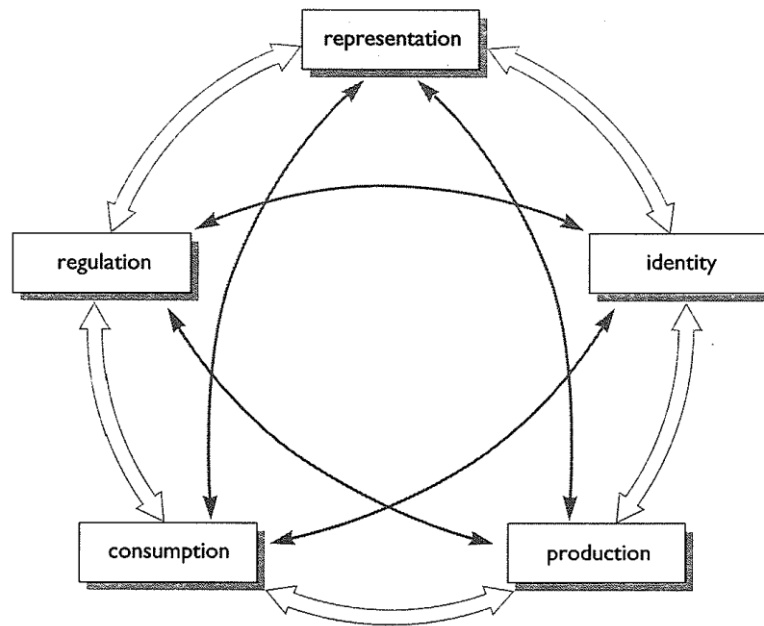 representation
regulation
identity
consumption
production